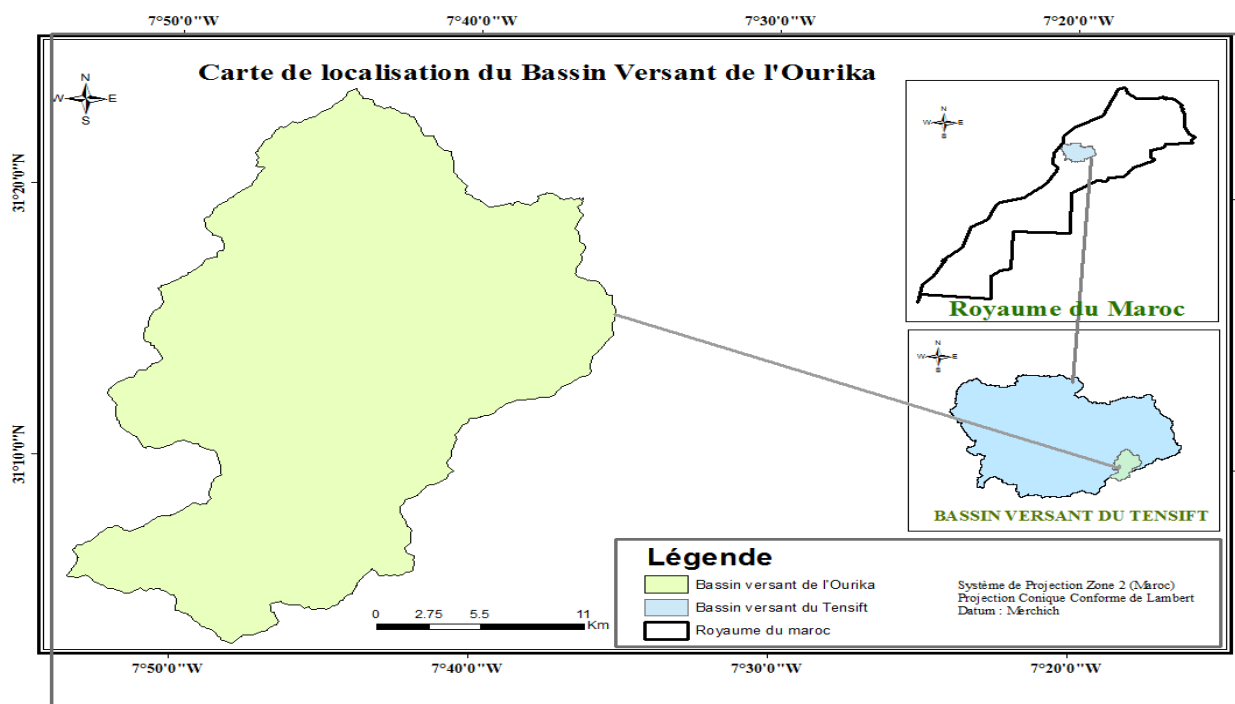 7°50'0"W 7°40'0"W 7°30'0"W 7°20'0"W
Carte de localisation du Bassin Versant de l'Ourika
N
W E
S
N
W E
S
31°20'0"N
Royaume du Maroc
N
W E
S
31°10'0"N
BASSIN VERSANT DU TENSIFT
Légende
Bassin versant de l'Ourika
Bassin versant du Tensift
Royaume du maroc
Système de Projection Zone 2 (Maroc)
Projection Conique Conforme de Lambert
Datum : Merchich
0 2.75 5.5 11
Km
7°50'0"W 7°40'0"W 7°30'0"W 7°20'0"W